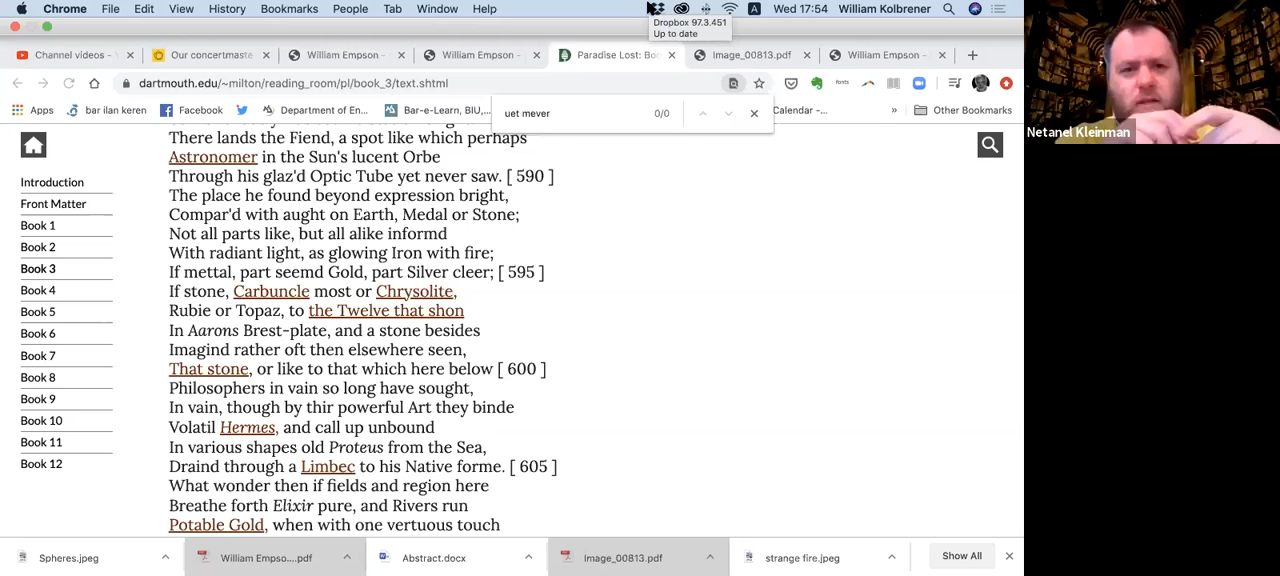 Chrome File Edit View History Bookmarks People Tab Window Help Wed 17:54 William Kolbrener
Dropbox 97.3.451
Up to date
Channel videos - Y Our concertmaste William Empson - William Empson - Paradise Lost: Boo Image_00813.pdf William Empson -
dartmouth.edu/~milton/reading_room/pl/book_3/text.shtml
Apps bar ilan keren Facebook Department of En... Bar-e-Learn, BIU,... Calendar -... » Other Bookmarks
uet mever 0/0
Netanel Kleinman
Introduction
Front Matter
Book 1
Book 2
Book 3
Book 4
Book 5
Book 6
Book 7
Book 8
Book 9
Book 10
Book 11
Book 12
There lands the Fiend, a spot like which perhaps
Astronomer in the Sun's lucent Orbe
Through his glaz'd Optic Tube yet never saw. [ 590 ]
The place he found beyond expression bright,
Compar'd with aught on Earth, Medal or Stone;
Not all parts like, but all alike informd
With radiant light, as glowing Iron with fire;
If mettal, part seemd Gold, part Silver cleer; [ 595 ]
If stone, Carbuncle most or Chrysolite,
Rubie or Topaz, to the Twelve that shon
In Aarons Brest-plate, and a stone besides
Imagind rather oft then elsewhere seen,
That stone, or like to that which here below [ 600 ]
Philosophers in vain so long have sought,
In vain, though by thir powerful Art they binde
Volatil Hermes, and call up unbound
In various shapes old Proteus from the Sea,
Draind through a Limbec to his Native forme. [ 605 ]
What wonder then if fields and region here
Breathe forth Elixir pure, and Rivers run
Potable Gold, when with one vertuous touch
Spheres.jpeg William Empso....pdf Abstract.docx Image_00813.pdf strange fire.jpeg Show All